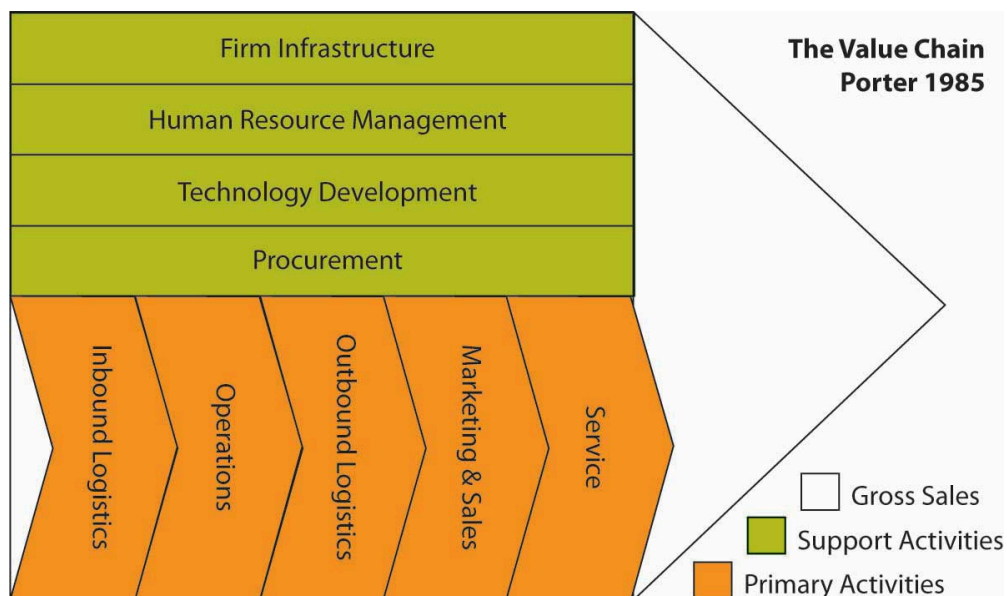 Firm Infrastructure
The Value Chain
Porter 1985
Human Resource Management
Technology Development
Procurement
Inbound Logistics
Operations
Outbound Logistics
Marketing & Sales
Service
Gross Sales
Support Activities
Primary Activities